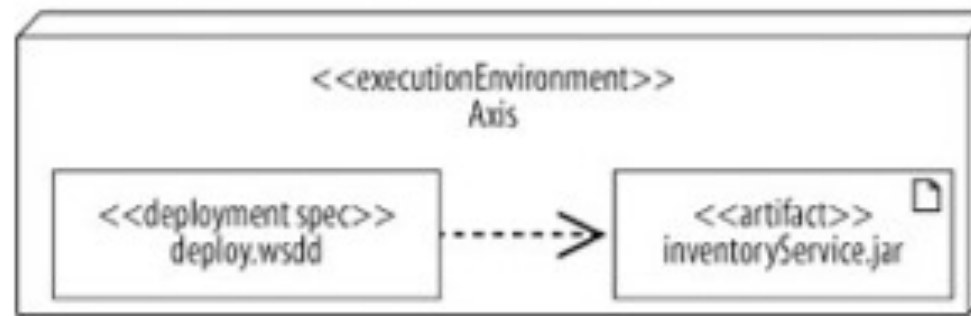 <<executionEnvironment>>
Axis
<<deployment spec>>
deploy.wsdd
<<artifact>>
inventoryService.jar